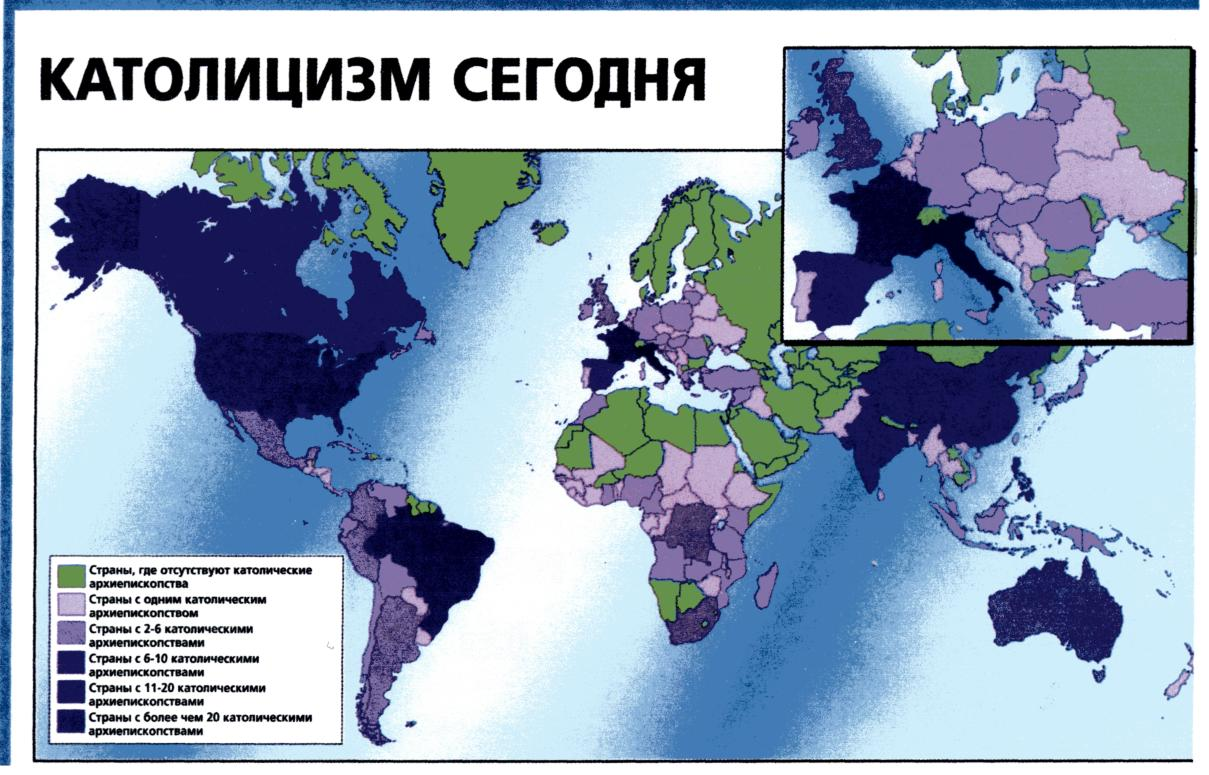 КАТОЛИЦИЗМ СЕГОДНЯ
Страны, где отсутствуют католические
архиепископства
Страны с одним католическим
архиепископством
Страны с 2-6 католическими
архиепископствами
Страны с 6-10 католическими
архиепископствами
Страны с 11-20 католическими
архиепископствами
Страны с более чем 20 католическими
архиепископствами